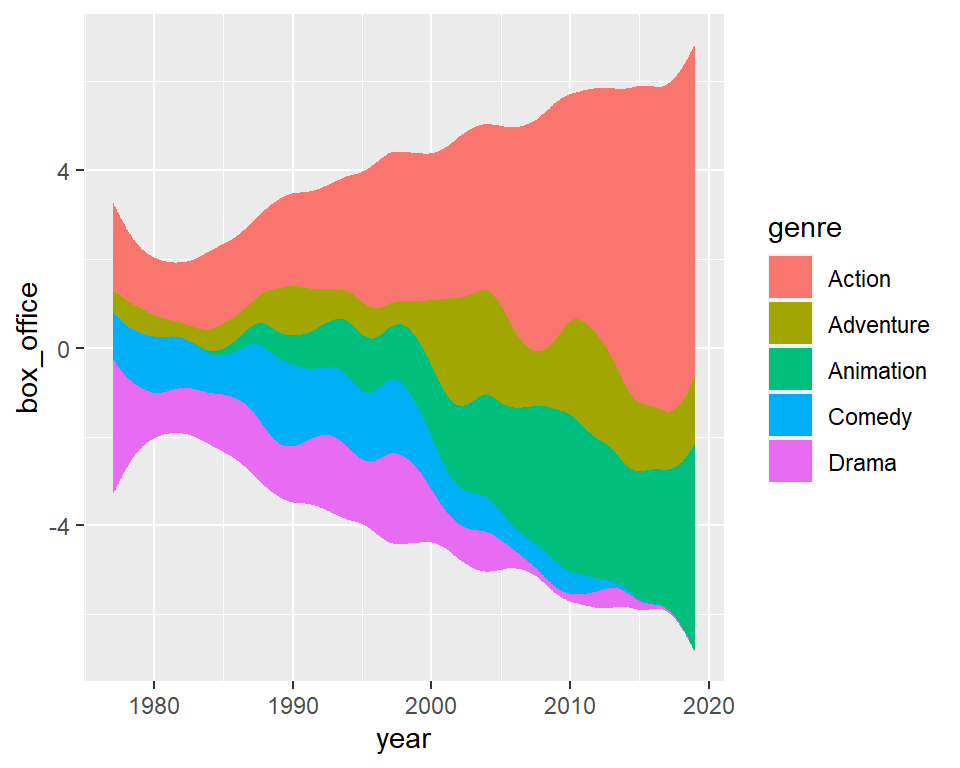 4
0
-4
box_office
1980 1990 2000 2010 2020
year
genre
Action
Adventure
Animation
Comedy
Drama